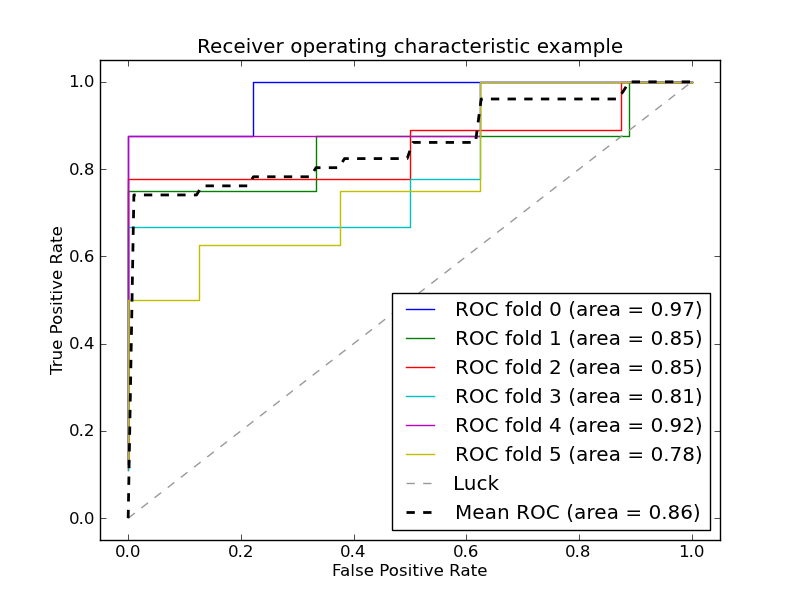 Receiver operating characteristic example
1.0
0.8
0.6
0.4
0.2
0.0
True Positive Rate
ROC fold 0 (area = 0.97)
ROC fold 1 (area = 0.85)
ROC fold 2 (area = 0.85)
ROC fold 3 (area = 0.81)
ROC fold 4 (area = 0.92)
ROC fold 5 (area = 0.78)
Luck
Mean ROC (area = 0.86)
0.0 0.2 0.4 0.6 0.8 1.0
False Positive Rate